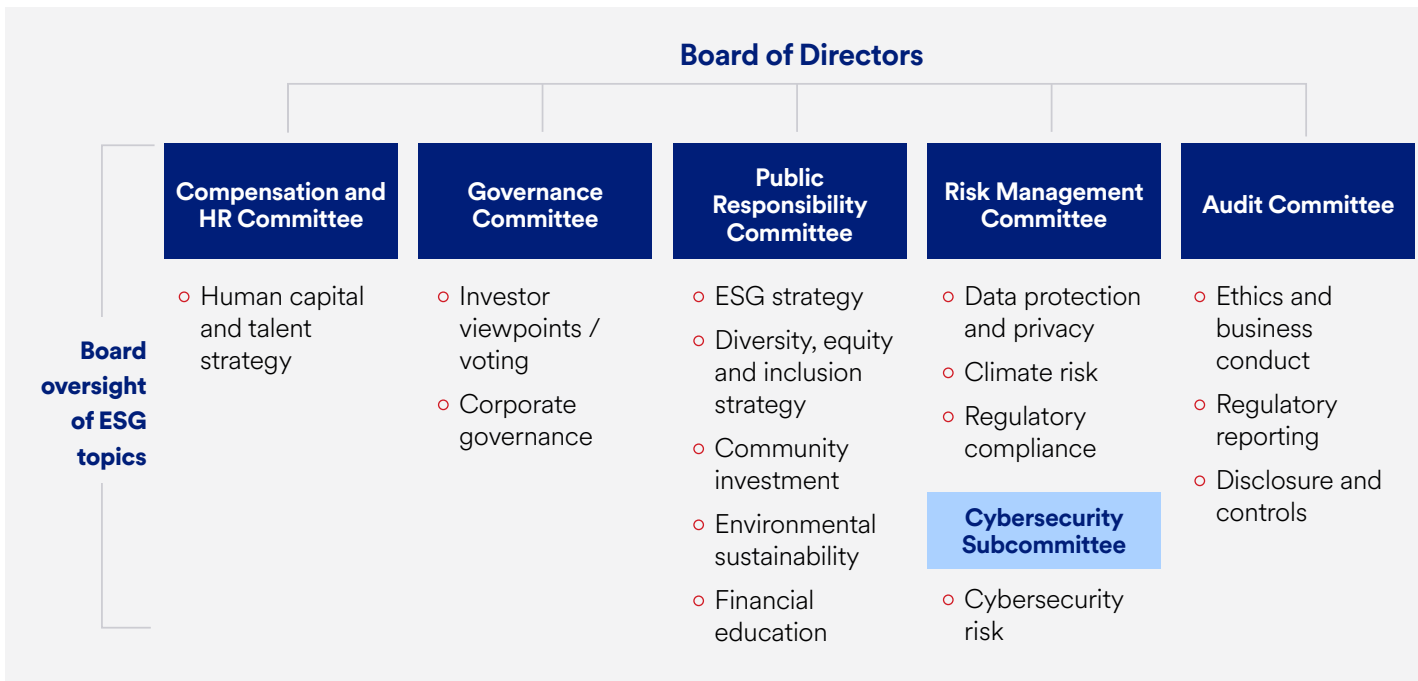 Board of Directors
Board
oversight
of ESG
topics
Compensation and
HR Committee
Human capital
and talent
strategy
Governance
Committee
Investor
viewpoints /
voting
Corporate
governance
Public
Responsibility
Committee
ESG strategy
Diversity, equity
and inclusion
strategy
Community
investment
Environmental
sustainability
Financial
education
Risk Management
Committee
Data protection
and privacy
Climate risk
Regulatory
compliance
Cybersecurity
Subcommittee
Cybersecurity
risk
Audit Committee
Ethics and
business
conduct
Regulatory
reporting
Disclosure and
controls